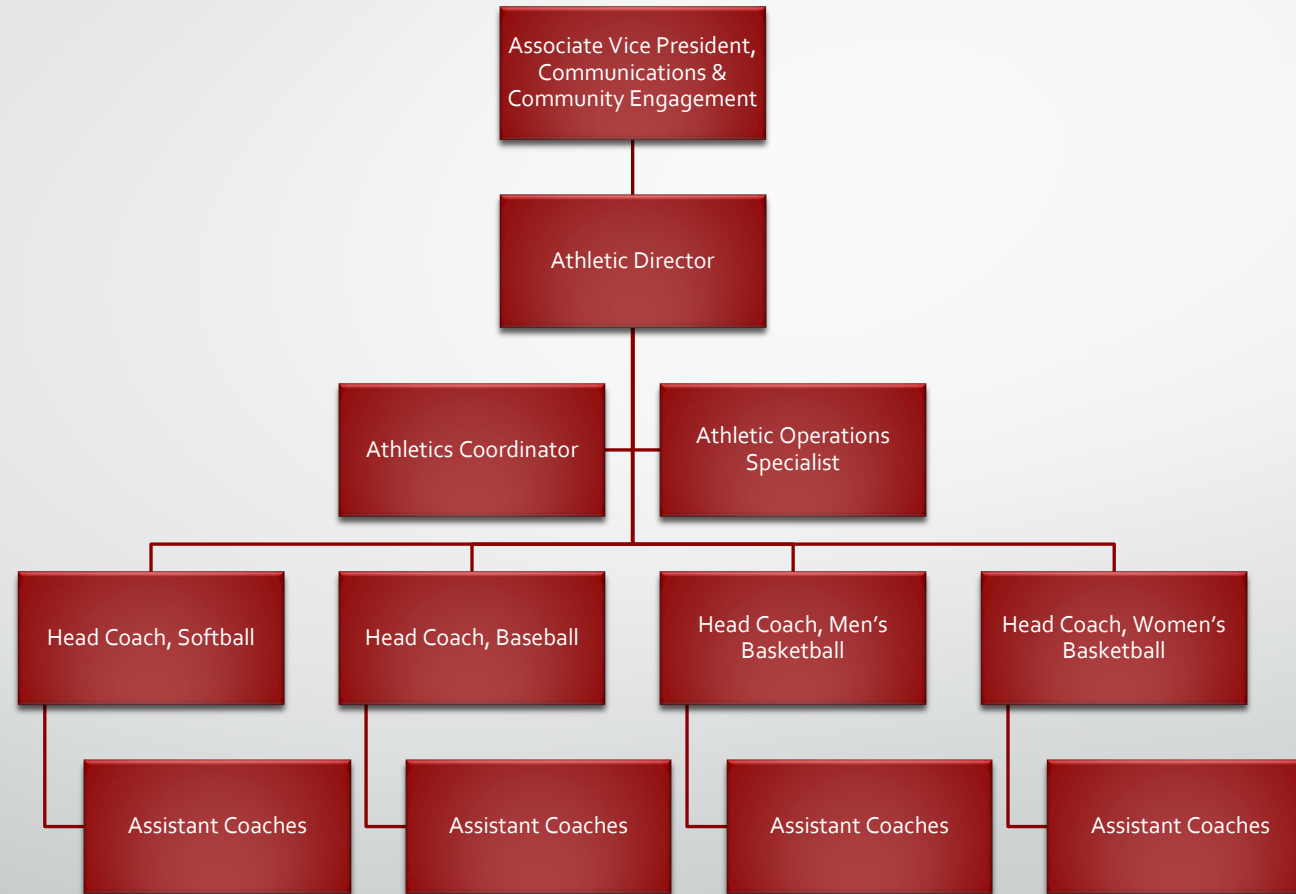 Associate Vice President,
Communications &
Community Engagement
Athletic Director
Athletics Coordinator
Athletic Operations
Specialist
Head Coach, Softball
Head Coach, Baseball
Head Coach, Men’s
Basketball
Head Coach, Women’s
Basketball
Assistant Coaches
Assistant Coaches
Assistant Coaches
Assistant Coaches